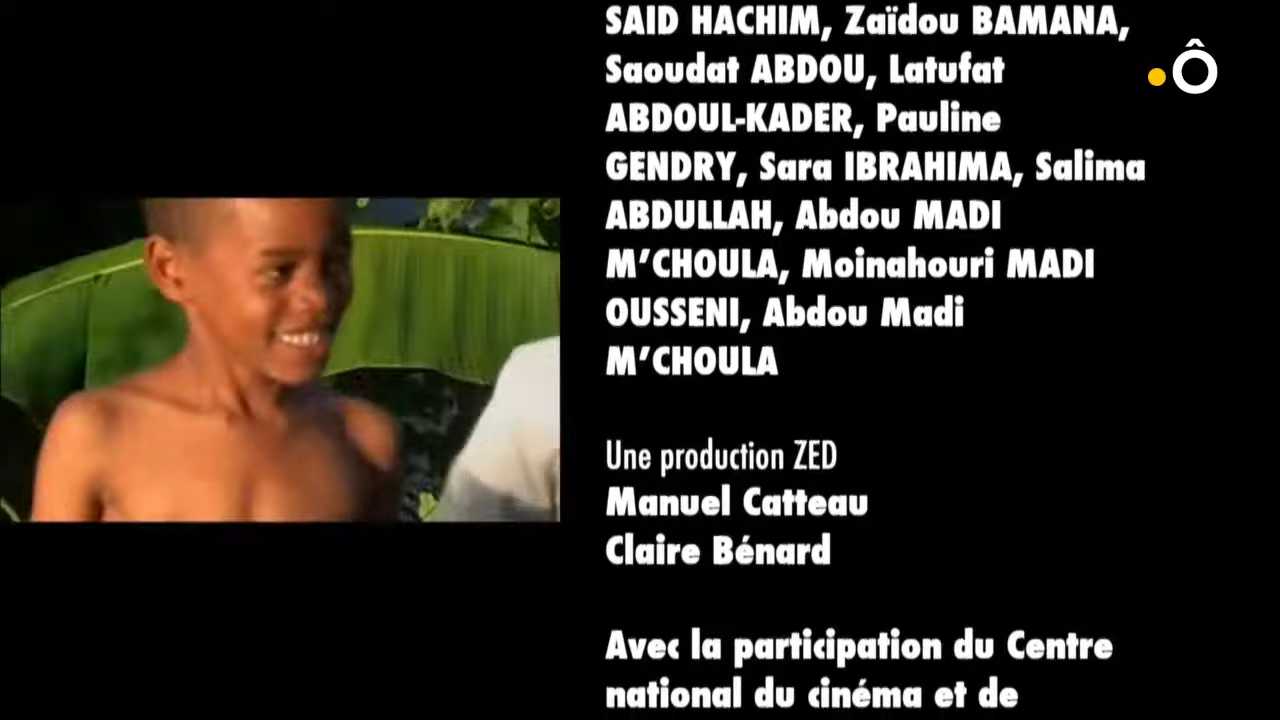 SAID HACHIM, Zaïdou BAMANA,
Saoudat ABDOU, Latufat
ABDOUL-KADER, Pauline
GENDRY, Sara IBRAHIMA, Salima
ABDULLAH, Abdou MADI
M'CHOULA, Moinahouri MADI
OUSSENI, Abdou Madi
M'CHOULA
Une production ZED
Manuel Catteau
Claire Bénard
Avec la participation du Centre
national du cinéma et de
Ô